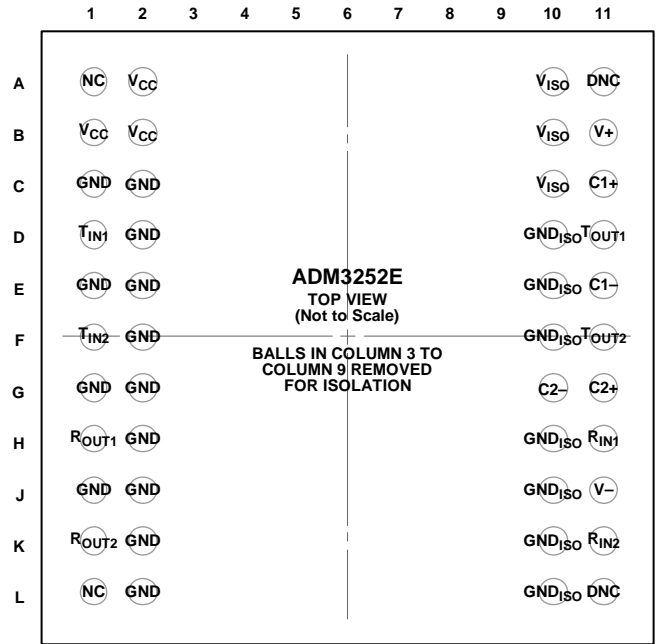 1 2 3 4 5 6 7 8 9 10 11
A NC VCC VISO DNC
B VCC VCC VISO V+
C GND GND VISO C1+
D TIN1 GND GNDISO TOUT1
E GND GND GNDISO C1–
ADM3252E
TOP VIEW
(Not to Scale)
F TIN2 GND GNDISO TOUT2
BALLS IN COLUMN 3 TO
COLUMN 9 REMOVED
FOR ISOLATION
G GND GND C2– C2+
H ROUT1 GND GNDISO RIN1
J GND GND GNDISO V–
K ROUT2 GND GNDISO RIN2
L NC GND GNDISO DNC